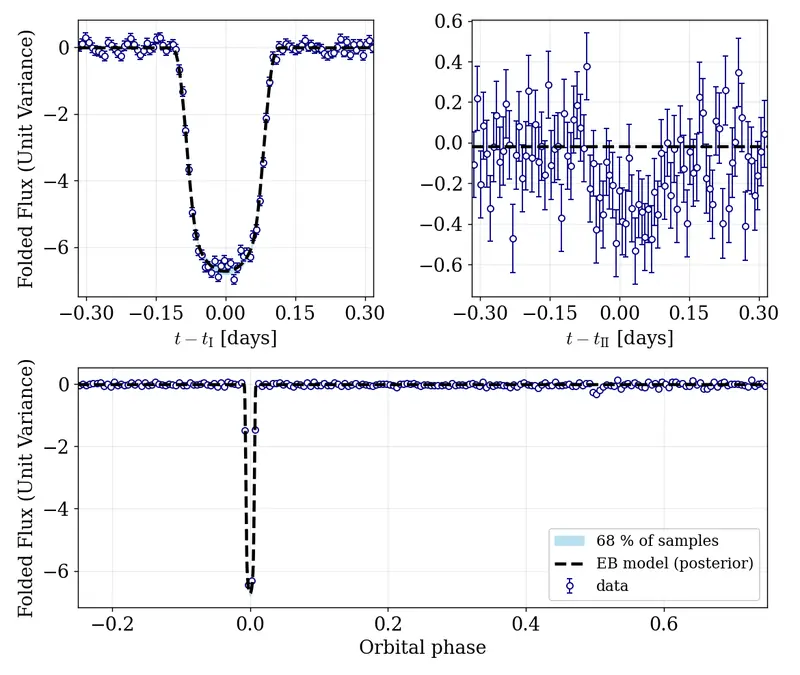 Folded Flux (Unit Variance)
0
−2
−4
−6
−0.30 −0.15 0.00 0.15 0.30
t − t_I [days]
0.6
0.4
0.2
0.0
−0.2
−0.4
−0.6
−0.30 −0.15 0.00 0.15 0.30
t − t_II [days]
Folded Flux (Unit Variance)
0
−2
−4
−6
68 % of samples
EB model (posterior)
data
−0.2 0.0 0.2 0.4 0.6
Orbital phase